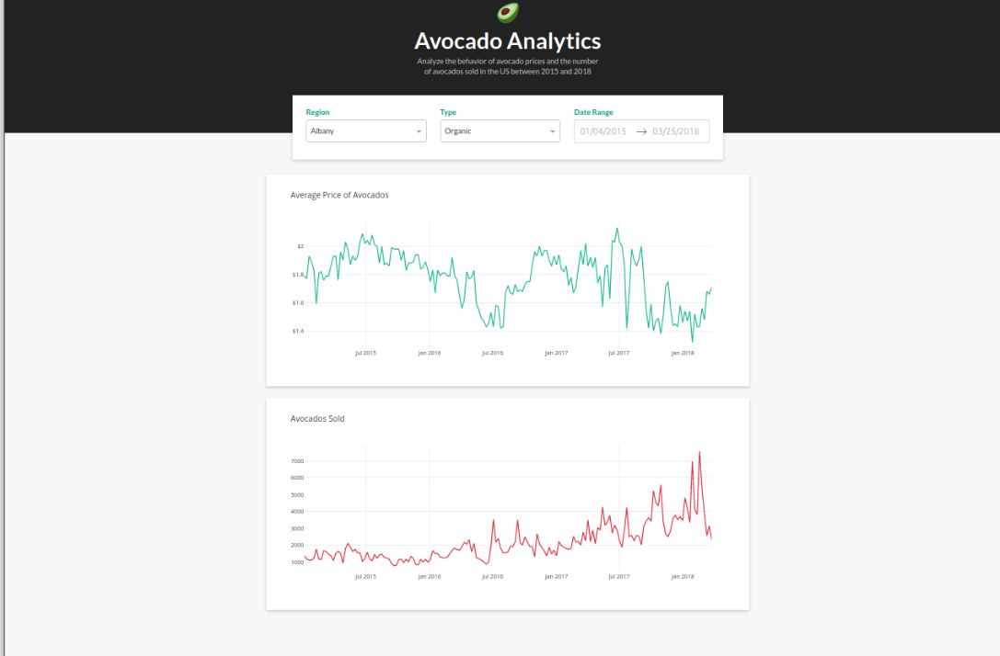 Avocado Analytics
Analyze the behavior of avocado prices and the number
of avocados sold in the US between 2015 and 2018
Region
Type
Date Range
Albany
Organic
01/04/2015 → 03/25/2018
Average Price of Avocados
$2
$1.8
$1.6
$1.4
Jul 2015
Jan 2016
Jul 2016
Jan 2017
Jul 2017
Jan 2018
Avocados Sold
7000
6000
5000
4000
3000
2000
1000
Jul 2015
Jan 2016
Jul 2016
Jan 2017
Jul 2017
Jan 2018